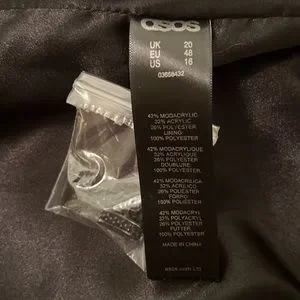 asos
UK 20
EU 48
US 16
03658432
42% MODACRYLIC
32% ACRYLIC
26% POLYESTER
LINING:
100% POLYESTER
42% MODACRYLIQUE
32% ACRYLIQUE
26% POLYESTER
DOUBLURE:
100% POLYESTER
42% MODACRILICA
32% ACRILICO
26% POLIESTER
FORRO:
100% POLIESTER
42% MODACRYL
32% POLYACRYL
26% POLYESTER
FUTTER:
100% POLYESTER
MADE IN CHINA